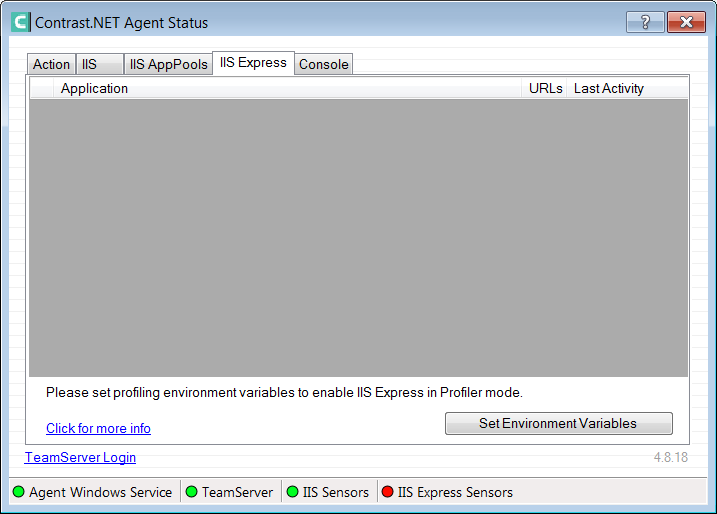 Contrast.NET Agent Status
Action IIS IIS AppPools IIS Express Console
Application URLs Last Activity
Please set profiling environment variables to enable IIS Express in Profiler mode.
Click for more info Set Environment Variables
TeamServer Login 4.8.18
Agent Windows Service TeamServer IIS Sensors IIS Express Sensors